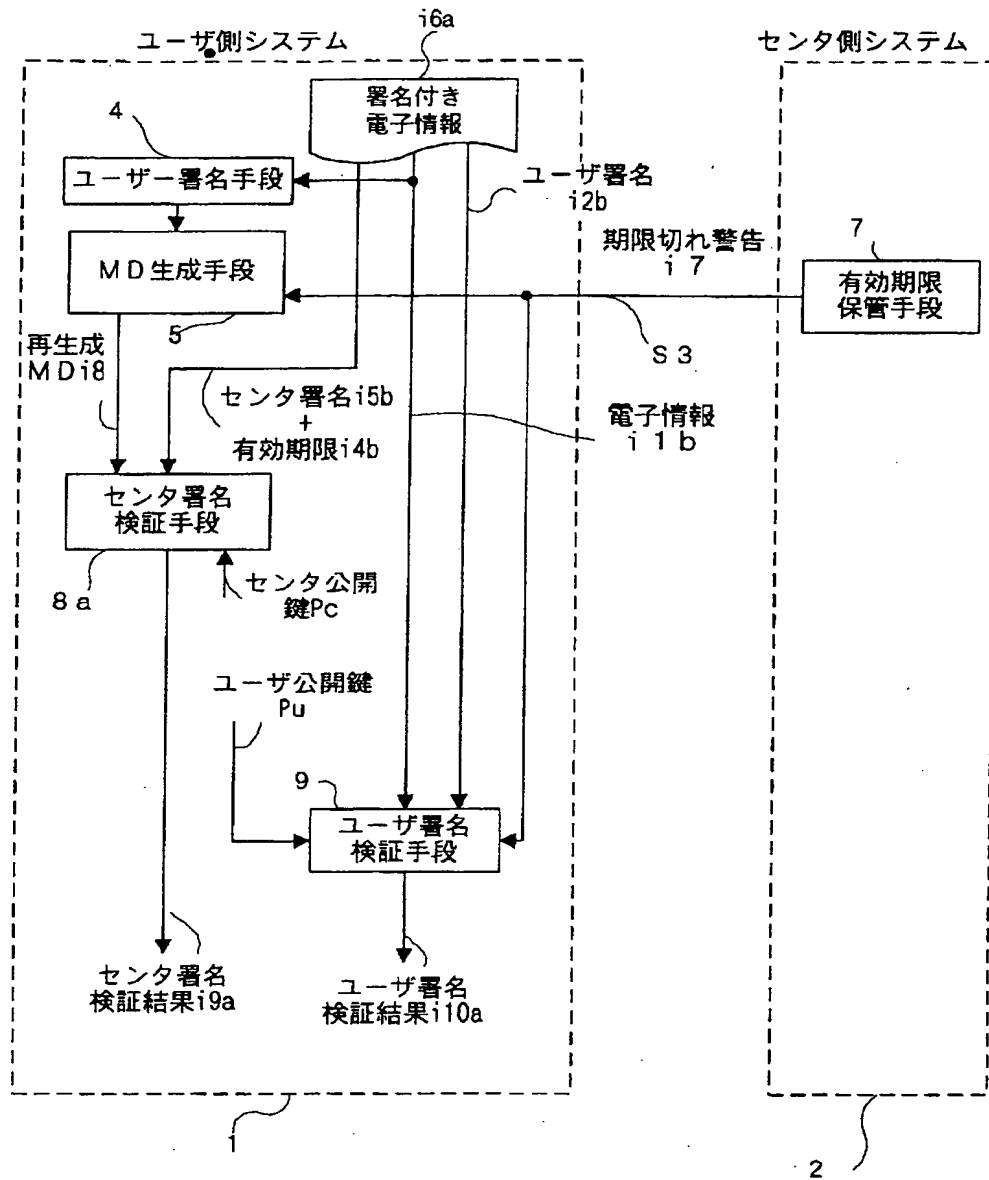 i6a
ユーザ側システム
センタ側システム
署名付き
電子情報
4
ユーザー署名手段
ユーザ署名
i2b
期限切れ警告
i7
7
有効期限
保管手段
MD生成手段
5
S3
再生成
MDi8
センタ署名i5b
+
有効期限i4b
電子情報
i1b
センタ署名
検証手段
8a
センタ公開
鍵Pc
ユーザ公開鍵
Pu
9
ユーザ署名
検証手段
センタ署名
検証結果i9a
ユーザ署名
検証結果i10a
1
2